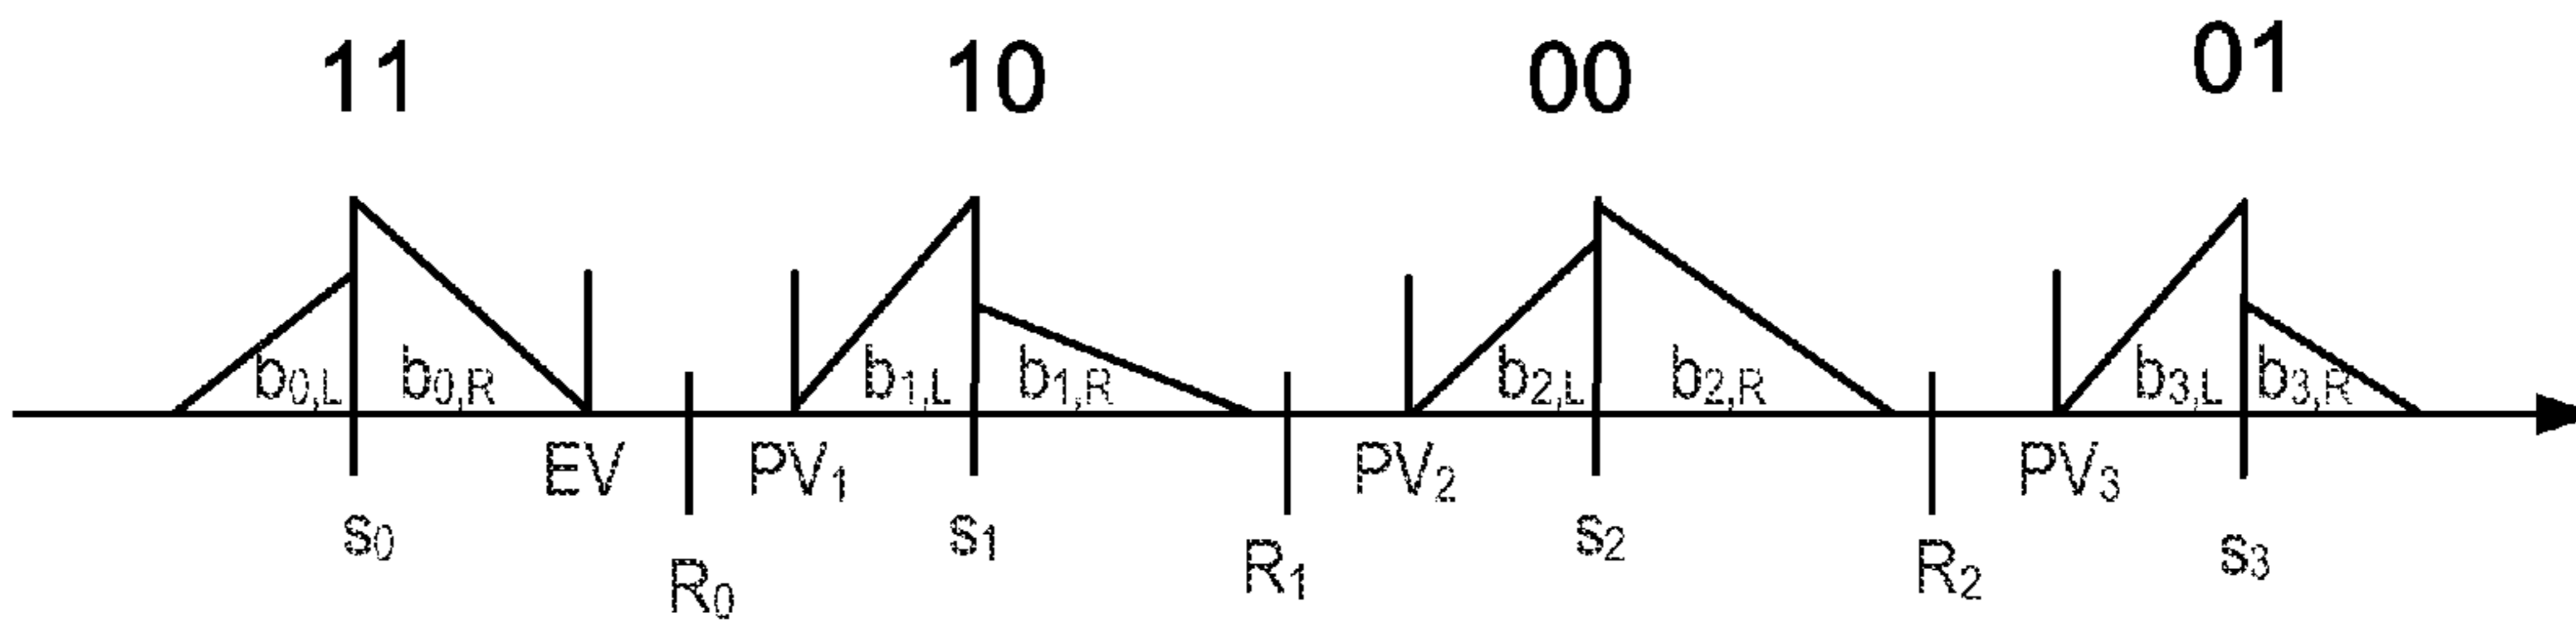 11 10 00 01
b0,L b0,R b1,L b1,R b2,L b2,R b3,L b3,R
EV PV1 PV2 PV3
s0 s1 s2 s3
R0 R1 R2